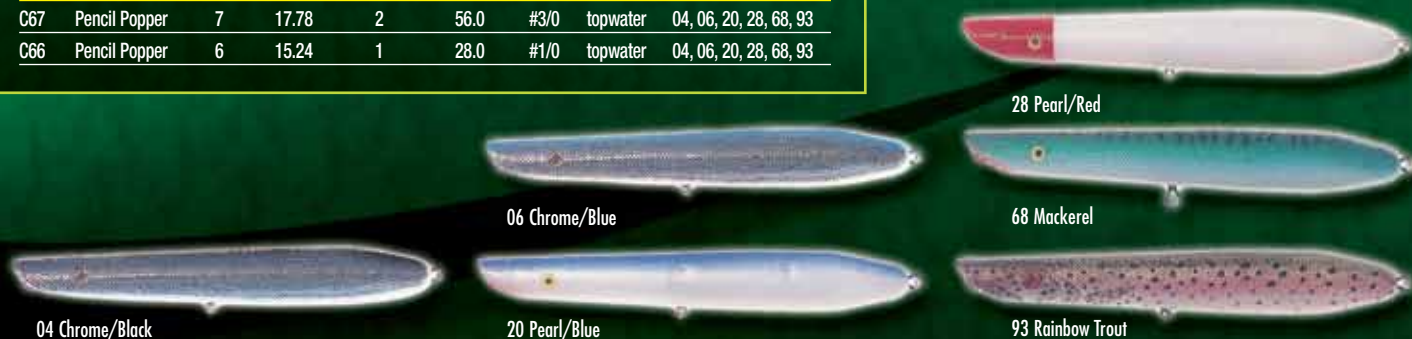 C67 Pencil Popper 7 17.78 2 56.0 #3/0 topwater 04, 06, 20, 28, 68, 93
C66 Pencil Popper 6 15.24 1 28.0 #1/0 topwater 04, 06, 20, 28, 68, 93
28 Pearl/Red
06 Chrome/Blue
68 Mackerel
04 Chrome/Black
20 Pearl/Blue
93 Rainbow Trout